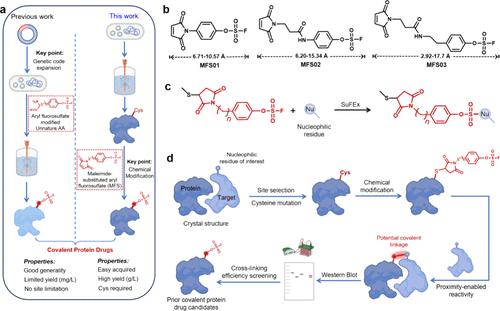 a
Previous work
This work
Key point:
Genetic code
expansion
Aryl fluorosulfate
modified
Unnature AA
Cys
Maleimide-
substituted aryl
fluorosulfate (MFS)
Key point:
Chemical
Modification
Covalent Protein Drugs
Properties:
Good generality
Limited yield (mg/L)
No site limitation
Properties:
Easy acquired
High yield (g/L)
Cys required
b
6.71-10.57 Å
MFS01
6.20-15.34 Å
MFS02
2.92-17.7 Å
MFS03
c
+
Nu
Nucleophilic
residue
SuFEx
Nu
d
Nucleophilic
residue of interest
Protein
Target
Crystal structure
Site selection
Cysteine mutation
Cys
Chemical
modification
Proximity-enabled
reactivity
Potential covalent
linkage
Western Blot
Cross-linking
efficiency screening
Prior covalent protein
drug candidates